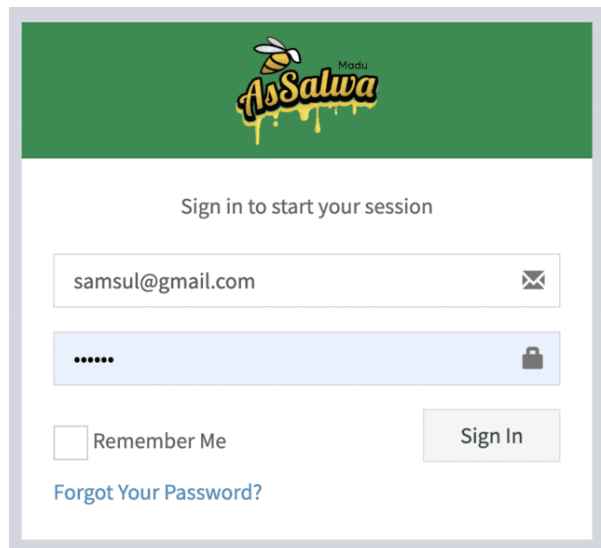 Madu
AsSalwa
Sign in to start your session
samsul@gmail.com
••••••
Remember Me
Sign In
Forgot Your Password?